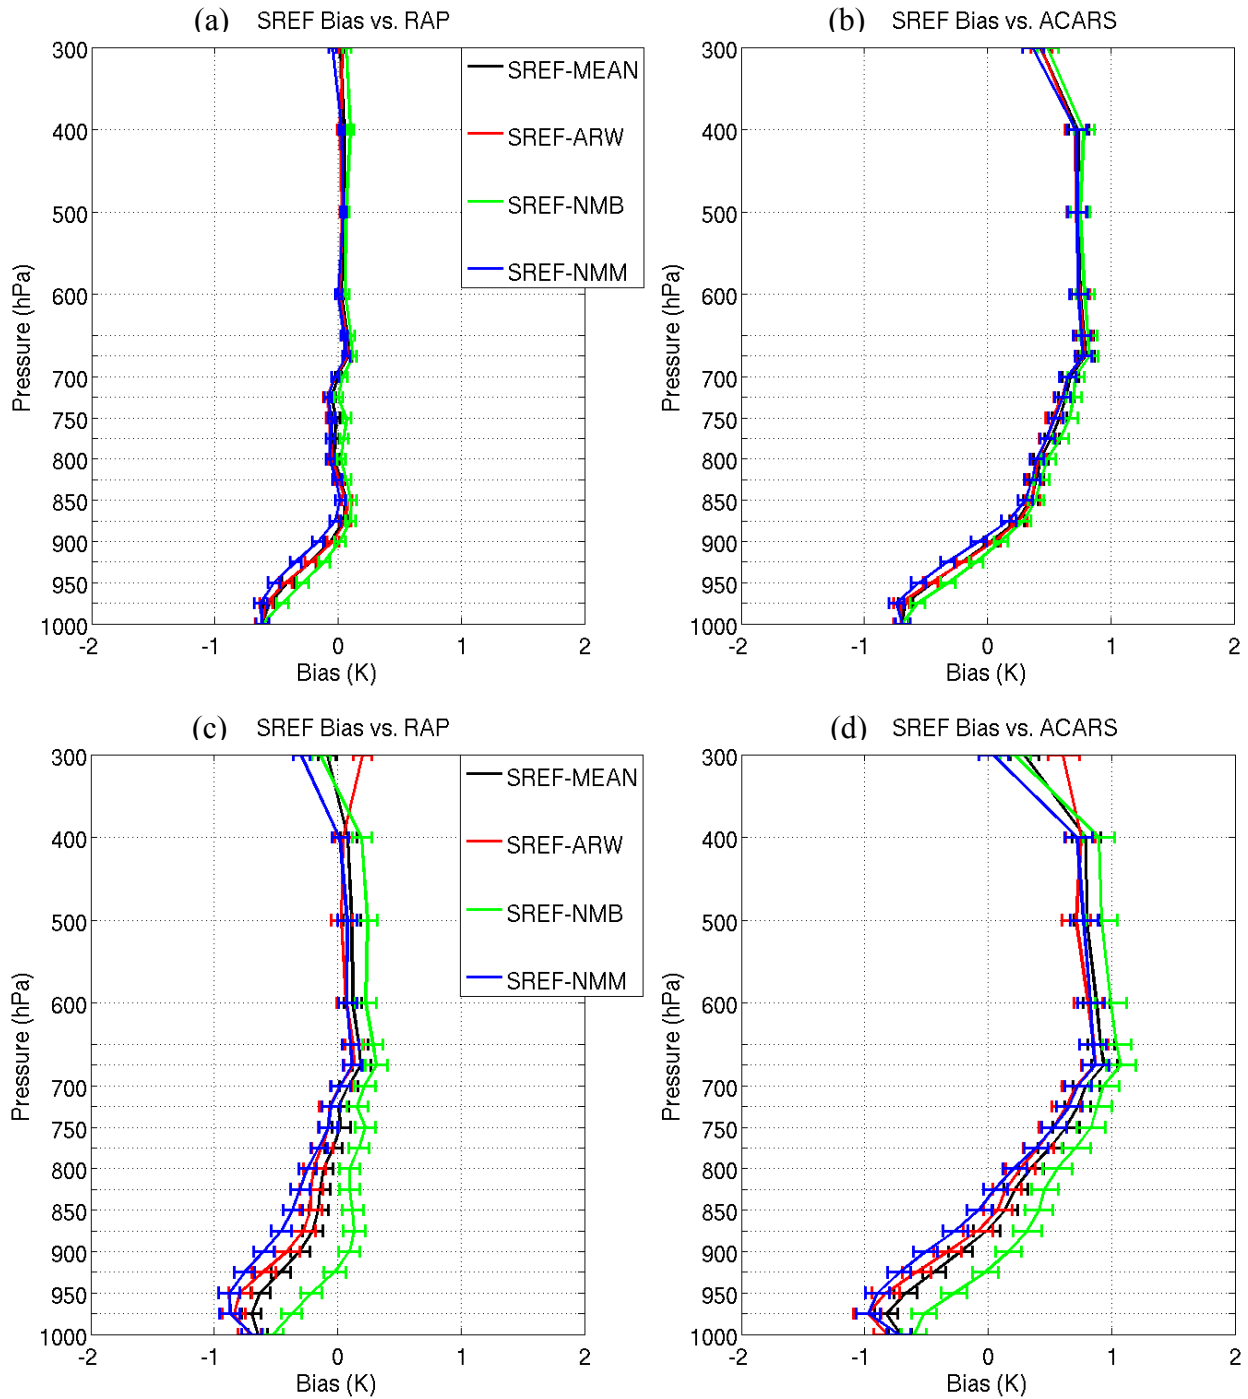 (a) SREF Bias vs. RAP
300
400
500
600
700
750
800
850
900
950
1000
Pressure (hPa)
-2 -1 0 1 2
Bias (K)
SREF-MEAN
SREF-ARW
SREF-NMB
SREF-NMM
(b) SREF Bias vs. ACARS
300
400
500
600
700
750
800
850
900
950
1000
Pressure (hPa)
-2 -1 0 1 2
Bias (K)
(c) SREF Bias vs. RAP
300
400
500
600
700
750
800
850
900
950
1000
Pressure (hPa)
-2 -1 0 1 2
Bias (K)
SREF-MEAN
SREF-ARW
SREF-NMB
SREF-NMM
(d) SREF Bias vs. ACARS
300
400
500
600
700
750
800
850
900
950
1000
Pressure (hPa)
-2 -1 0 1 2
Bias (K)